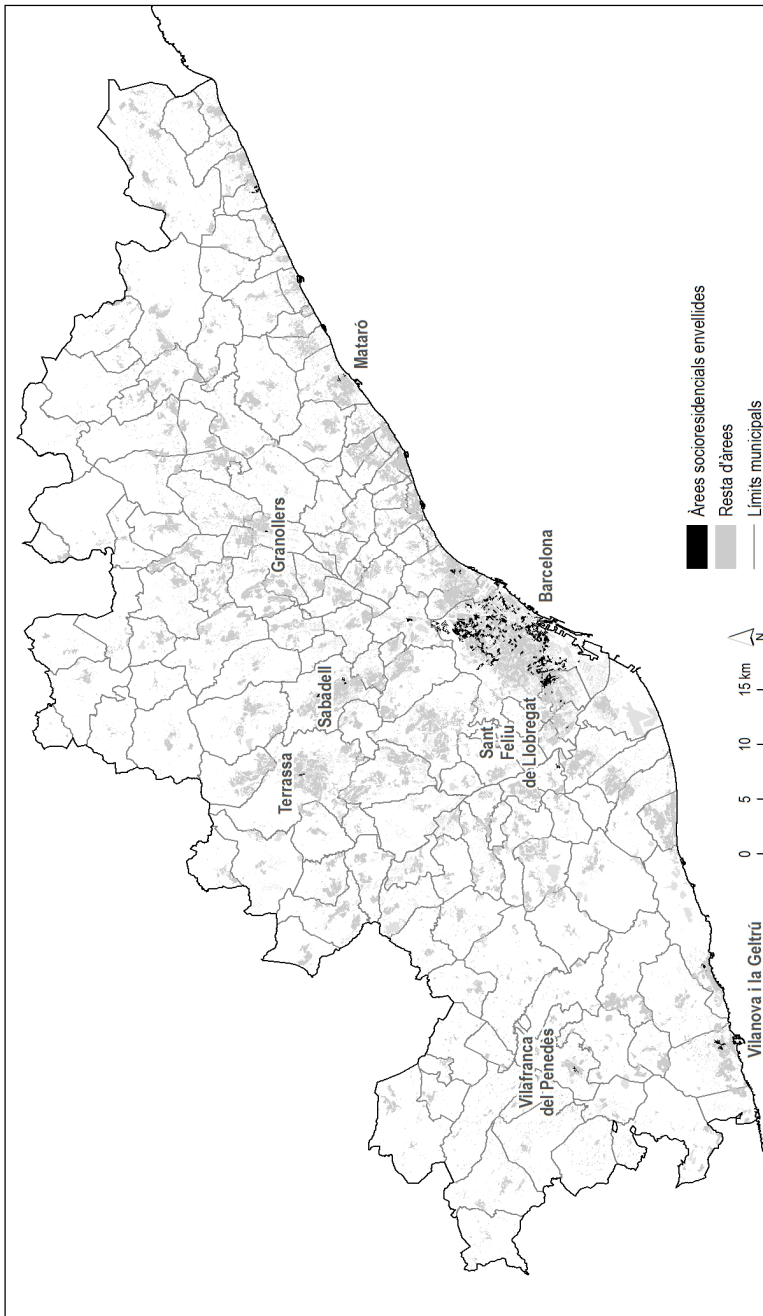 Granollers
Mataró
Terrassa
Sabadell
Sant
Feliu
de Llobregat
Barcelona
Vilafranca
del Penedès
Vilanova i la Geltrú
0 5 10 15 km
N
Àrees socioresidencials envellides
Resta d'àrees
Límits municipals